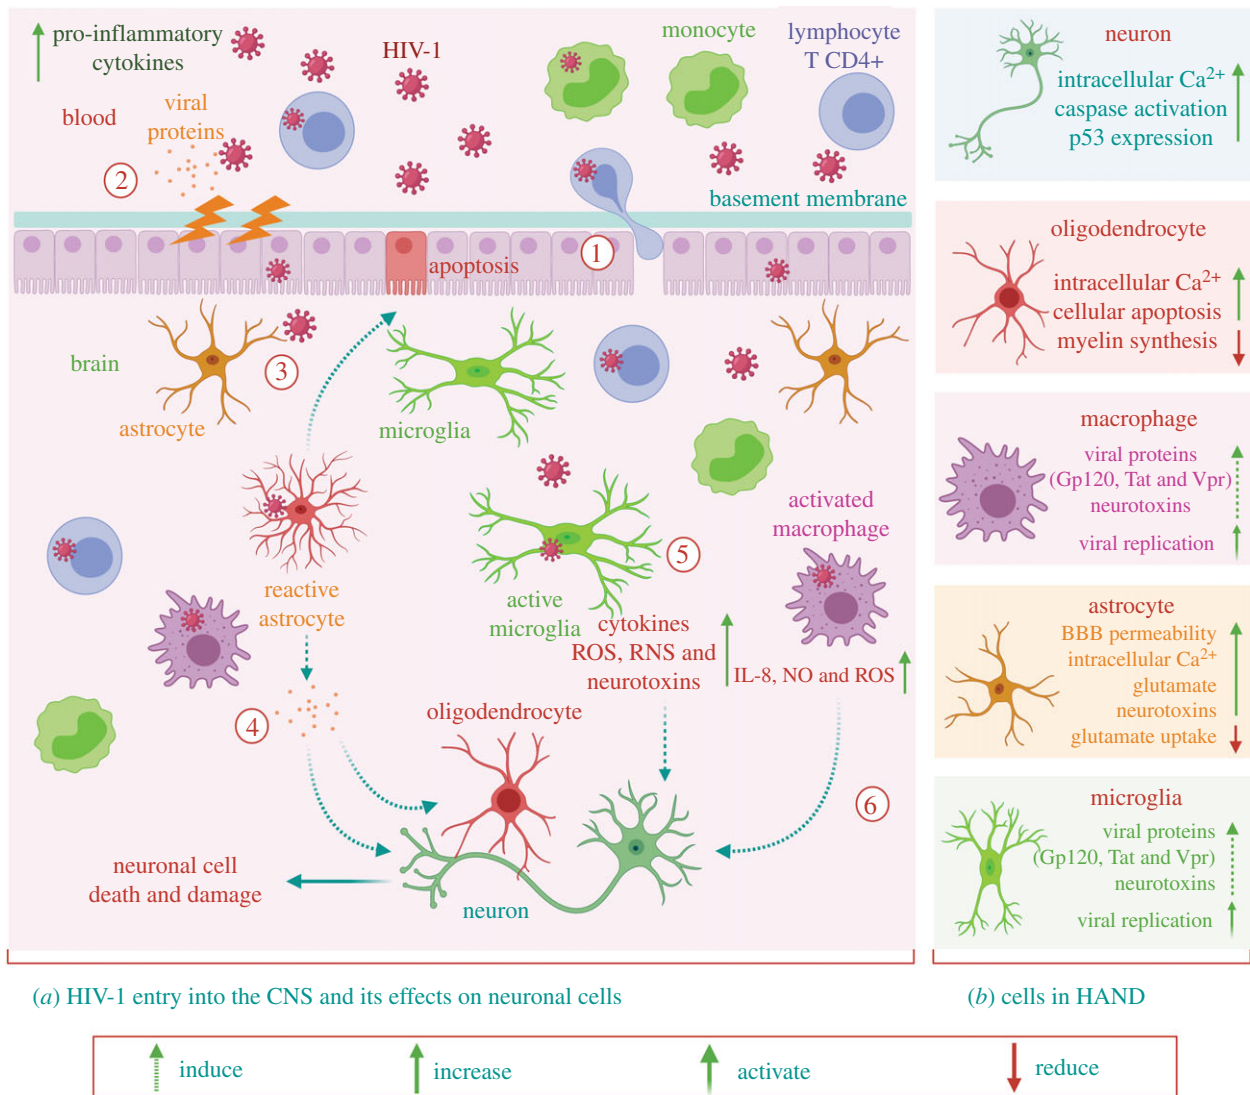 pro-inflammatory
cytokines
HIV-1
monocyte
lymphocyte
T CD4+
blood
viral
proteins
2
basement membrane
1
apoptosis
brain
3
astrocyte
microglia
reactive
astrocyte
active
microglia
5
activated
macrophage
cytokines
ROS, RNS and
neurotoxins
IL-8, NO and ROS
4
oligodendrocyte
6
neuronal cell
death and damage
neuron
(a) HIV-1 entry into the CNS and its effects on neuronal cells
neuron
intracellular Ca²⁺
caspase activation
p53 expression
oligodendrocyte
intracellular Ca²⁺
cellular apoptosis
myelin synthesis
macrophage
viral proteins
(Gp120, Tat and Vpr)
neurotoxins
viral replication
astrocyte
BBB permeability
intracellular Ca²⁺
glutamate
neurotoxins
glutamate uptake
microglia
viral proteins
(Gp120, Tat and Vpr)
neurotoxins
viral replication
(b) cells in HAND
induce
increase
activate
reduce